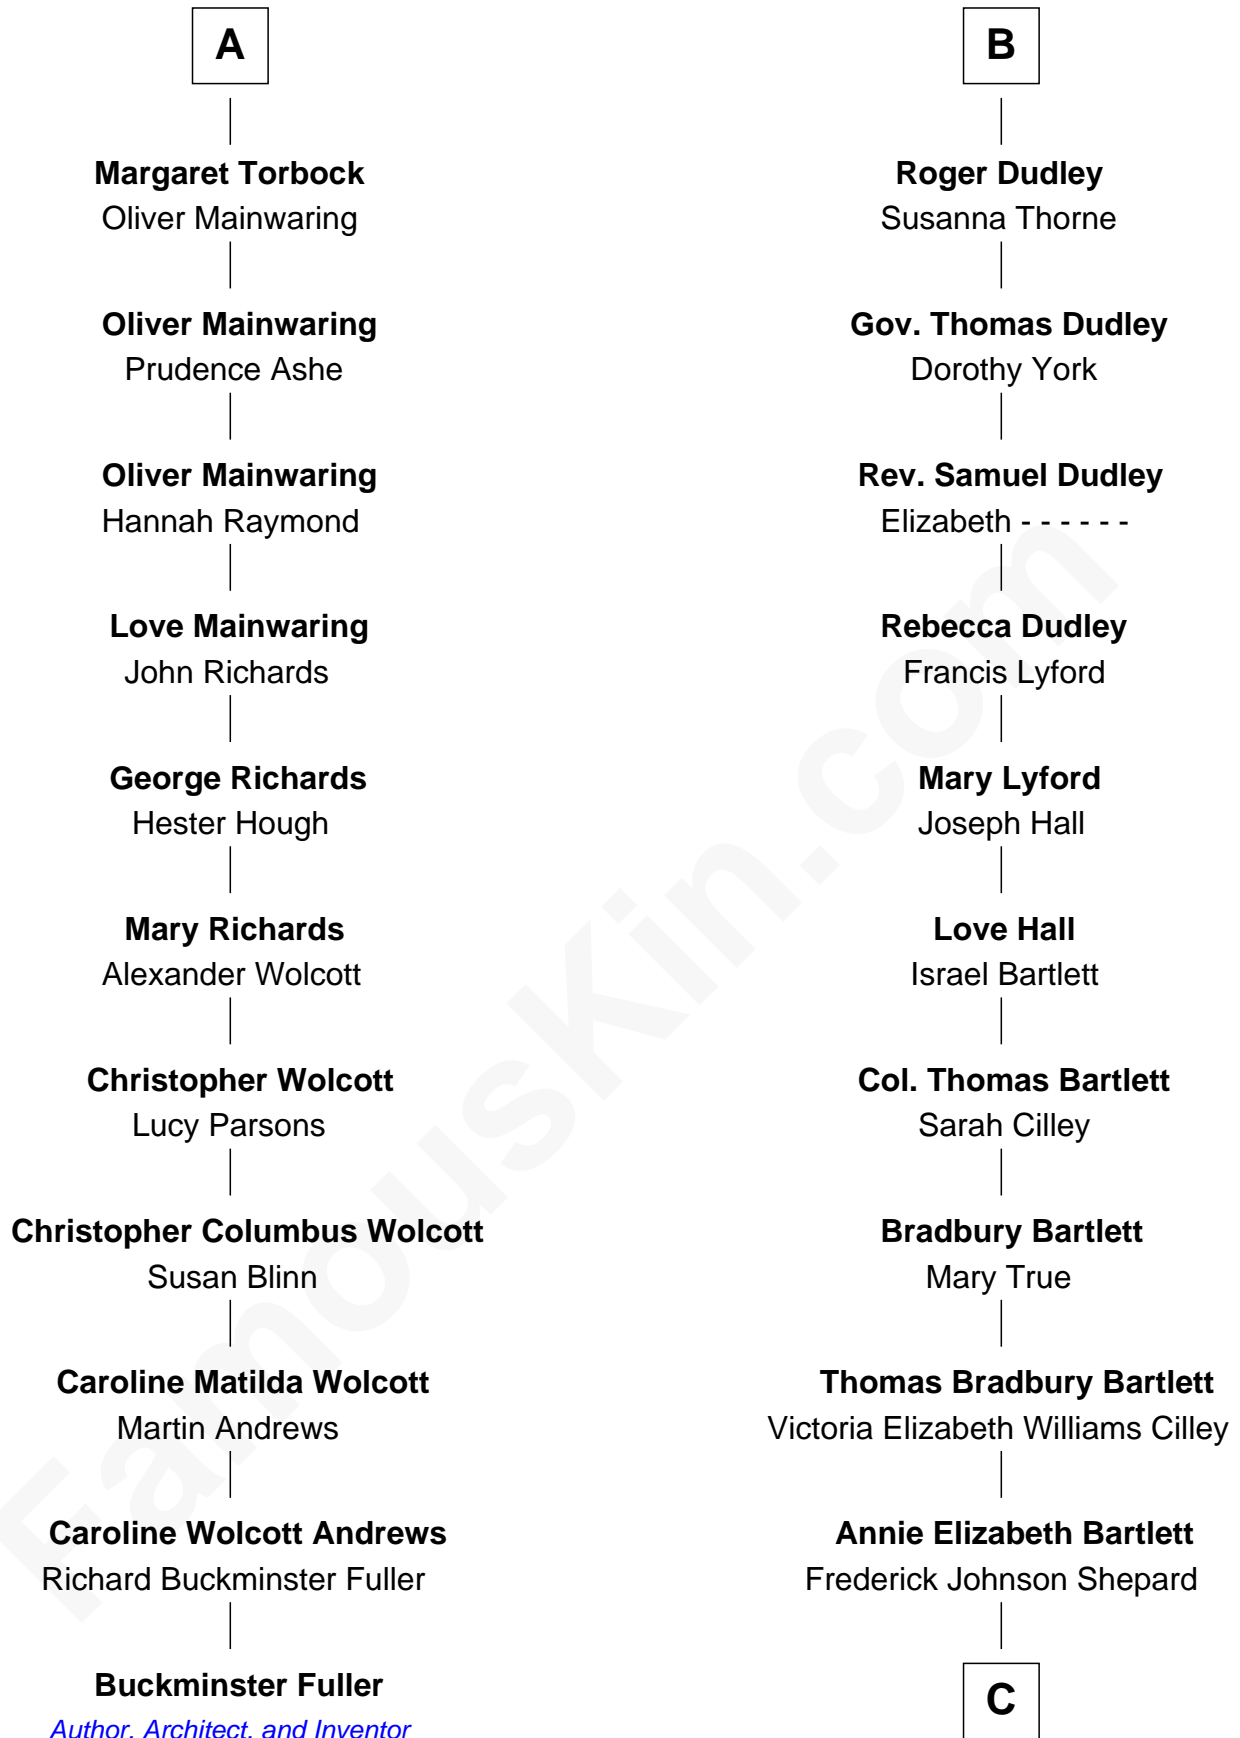 A
Margaret Torbock
Oliver Mainwaring
Oliver Mainwaring
Prudence Ashe
Oliver Mainwaring
Hannah Raymond
Love Mainwaring
John Richards
George Richards
Hester Hough
Mary Richards
Alexander Wolcott
Christopher Wolcott
Lucy Parsons
Christopher Columbus Wolcott
Susan Blinn
Caroline Matilda Wolcott
Martin Andrews
Caroline Wolcott Andrews
Richard Buckminster Fuller
Buckminster Fuller
Author, Architect, and Inventor
B
Roger Dudley
Susanna Thorne
Gov. Thomas Dudley
Dorothy York
Rev. Samuel Dudley
Elizabeth - - - - - -
Rebecca Dudley
Francis Lyford
Mary Lyford
Joseph Hall
Love Hall
Israel Bartlett
Col. Thomas Bartlett
Sarah Cilley
Bradbury Bartlett
Mary True
Thomas Bradbury Bartlett
Victoria Elizabeth Williams Cilley
Annie Elizabeth Bartlett
Frederick Johnson Shepard
C
FamousKin.com